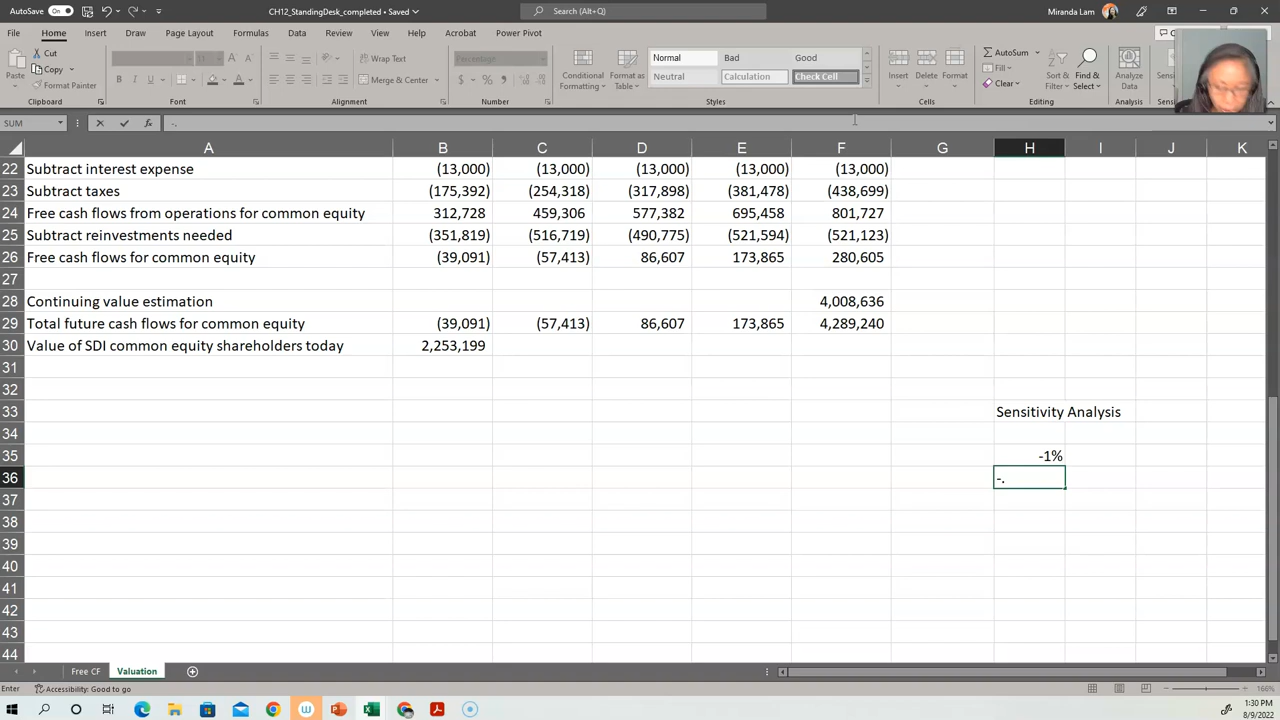 AutoSave On CH12_StandingDesk_completed • Saved Search (Alt+Q) Miranda Lam
File Home Insert Draw Page Layout Formulas Data Review View Help Acrobat Power Pivot
Paste Cut Copy Format Painter Clipboard
Font
Wrap Text Merge & Center Alignment
Percentage Number
Conditional Formatting Format as Table Normal Bad Good Neutral Calculation Check Cell Styles
Insert Delete Format Cells
AutoSum Fill Clear Sort & Find & Select Editing
Analyze Data Analysis
SUM -.
A B C D E F G H I J K
22 Subtract interest expense (13,000) (13,000) (13,000) (13,000) (13,000)
23 Subtract taxes (175,392) (254,318) (317,898) (381,478) (438,699)
24 Free cash flows from operations for common equity 312,728 459,306 577,382 695,458 801,727
25 Subtract reinvestments needed (351,819) (516,719) (490,775) (521,594) (521,123)
26 Free cash flows for common equity (39,091) (57,413) 86,607 173,865 280,605
27
28 Continuing value estimation 4,008,636
29 Total future cash flows for common equity (39,091) (57,413) 86,607 173,865 4,289,240
30 Value of SDI common equity shareholders today 2,253,199
31
32
33 Sensitivity Analysis
34
35 -1%
36 -.
37
38
39
40
41
42
43
44
Free CF Valuation
Enter Accessibility: Good to go 166%
1:30 PM
8/9/2022